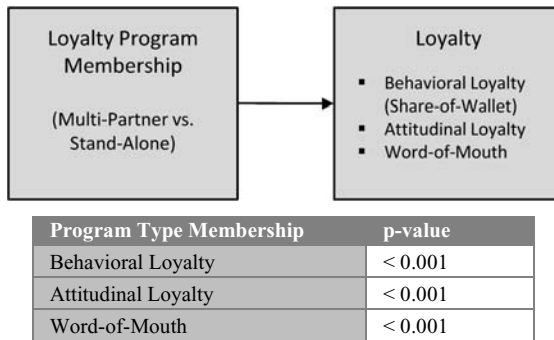 Loyalty Program
Membership
(Multi-Partner vs.
Stand-Alone)
Loyalty
▪ Behavioral Loyalty
(Share-of-Wallet)
▪ Attitudinal Loyalty
▪ Word-of-Mouth
Program Type Membership p-value
Behavioral Loyalty < 0.001
Attitudinal Loyalty < 0.001
Word-of-Mouth < 0.001